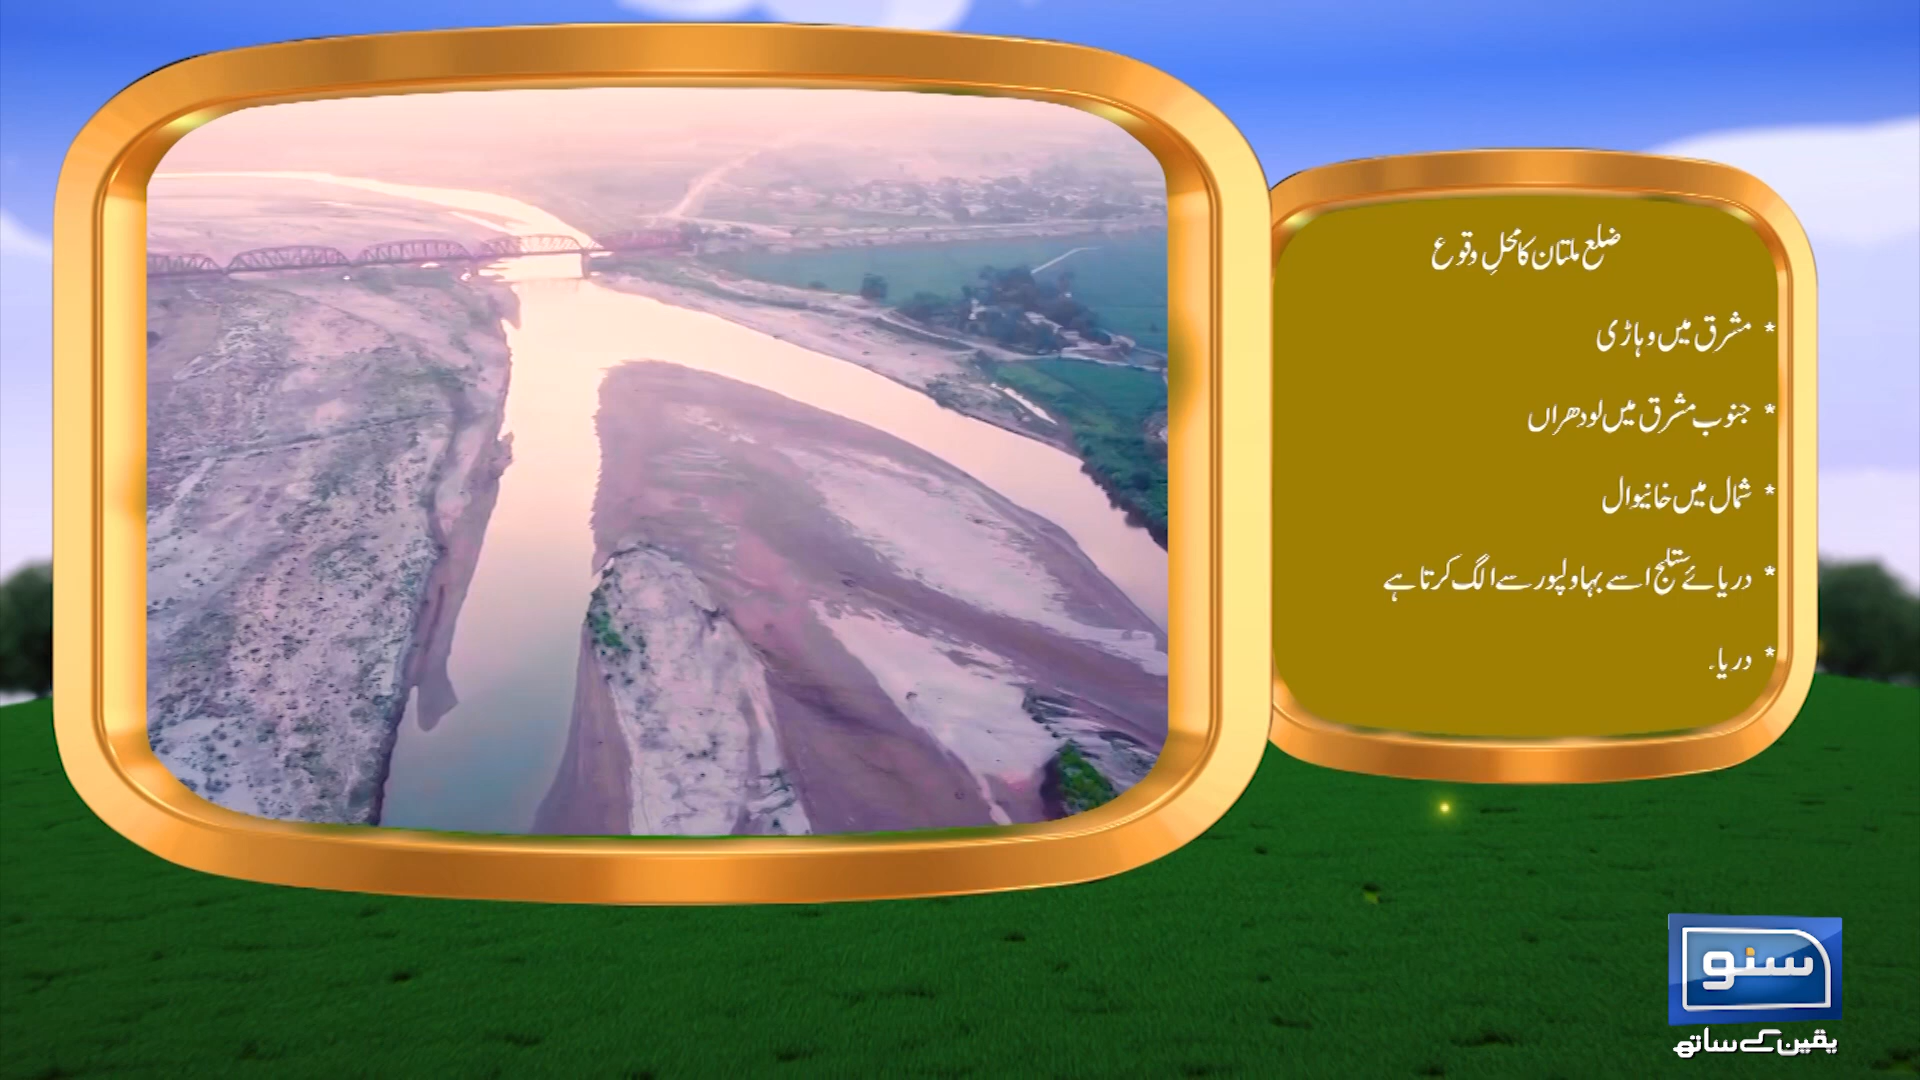 ضلع ملتان کا محلِ وقوع
* مشرق میں وہاڑی
* جنوب مشرق میں لودھراں
* شمال میں خانیوال
* دریائے ستلج اسے بہاولپور سے الگ کرتا ہے
* دریا۔
سنو
یقین کے ساتھ